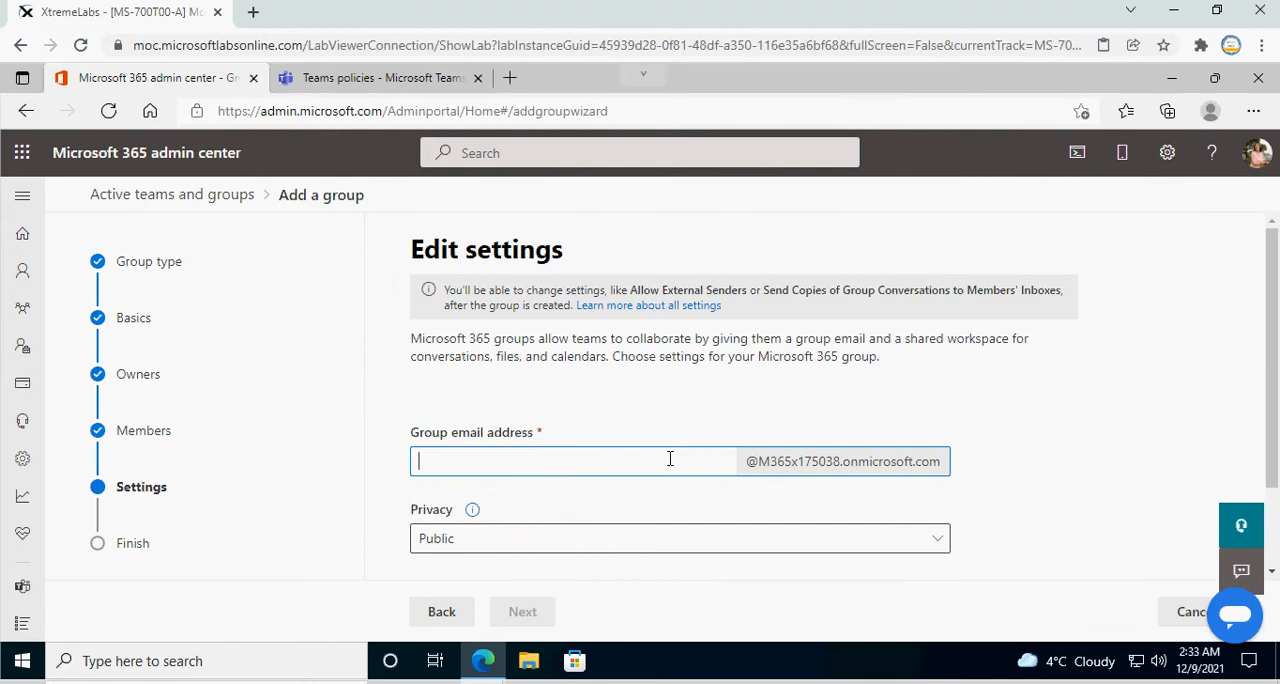 XtremeLabs - [MS-700T00-A] Mo
moc.microsoftlabsonline.com/LabViewerConnection/ShowLab?labInstanceGuid=45939d28-0f81-48df-a350-116e35a6bf68&fullScreen=False&currentTrack=MS-70...
Microsoft 365 admin center - Gr
Teams policies - Microsoft Teams
https://admin.microsoft.com/Adminportal/Home#/addgroupwizard
Microsoft 365 admin center
Search
Active teams and groups > Add a group
Group type
Basics
Owners
Members
Settings
Finish
Edit settings
You'll be able to change settings, like Allow External Senders or Send Copies of Group Conversations to Members' Inboxes,
after the group is created. Learn more about all settings
Microsoft 365 groups allow teams to collaborate by giving them a group email and a shared workspace for
conversations, files, and calendars. Choose settings for your Microsoft 365 group.
Group email address *
@M365x175038.onmicrosoft.com
Privacy
Public
Back
Next
Canc
Type here to search
4°C Cloudy
2:33 AM
12/9/2021